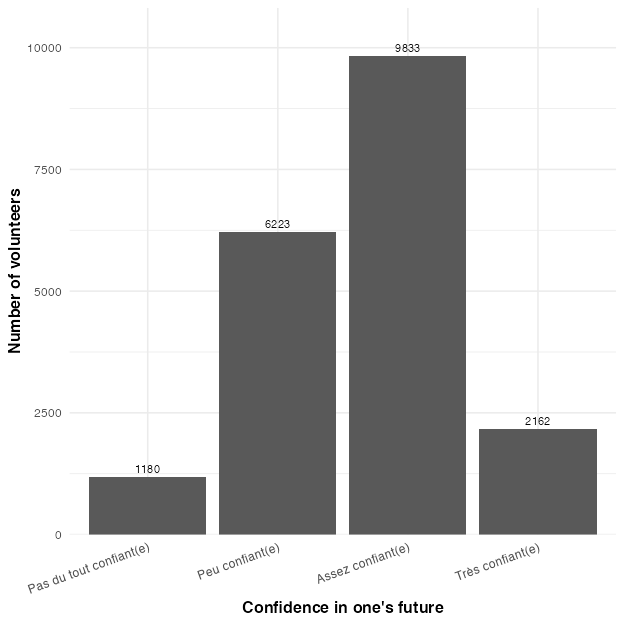 10000
7500
5000
2500
0
Number of volunteers
1180
6223
9833
2162
Pas du tout confiant(e)
Peu confiant(e)
Assez confiant(e)
Très confiant(e)
Confidence in one's future